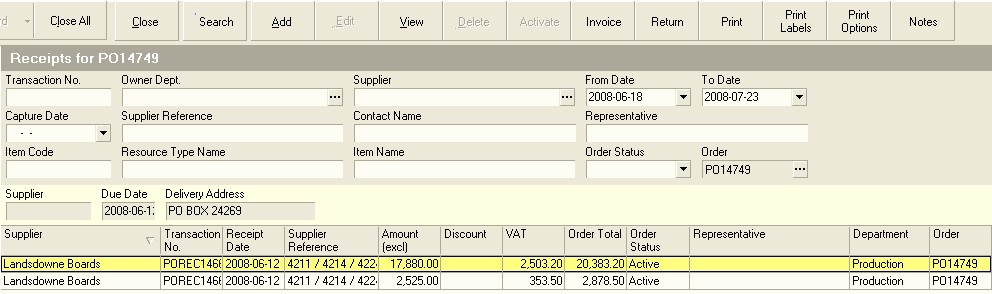 Close All Close Search Add Edit View Delete Activate Invoice Return Print Print Labels Print Options Notes
Receipts for PO14749
Transaction No. Owner Dept. Supplier From Date To Date
2008-06-18 2008-07-23
Capture Date Supplier Reference Contact Name Representative
- -
Item Code Resource Type Name Item Name Order Status Order
PO14749
Supplier Due Date Delivery Address
2008-06-1 PO BOX 24269
Supplier Transaction No. Receipt Date Supplier Reference Amount (excl) Discount VAT Order Total Order Status Representative Department Order
Landsdowne Boards POREC1466 2008-06-12 4211 / 4214 / 422 17,880.00 2,503.20 20,383.20 Active Production PO14749
Landsdowne Boards POREC1466 2008-06-12 4211 / 4214 / 422 2,525.00 353.50 2,878.50 Active Production PO14749